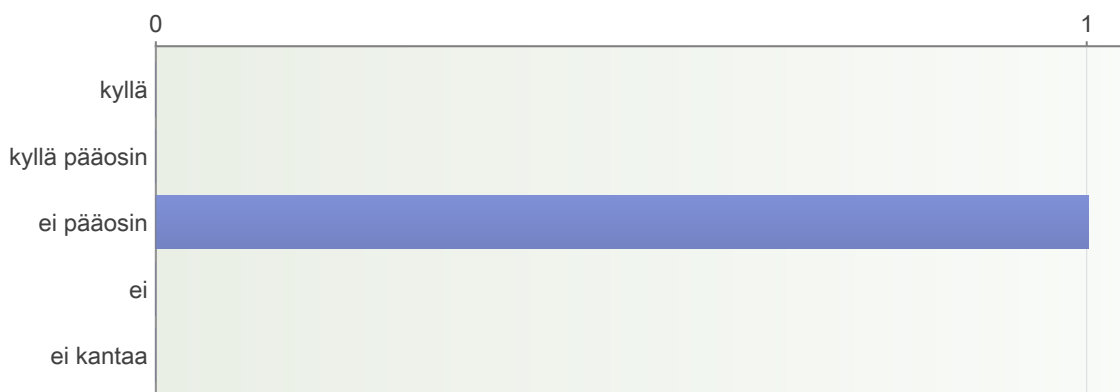 0 1
kyllä
kyllä pääosin
ei pääosin
ei
ei kantaa